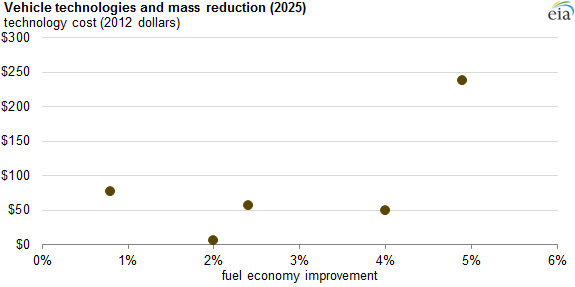 Vehicle technologies and mass reduction (2025)
technology cost (2012 dollars)
eia
$300
$250
$200
$150
$100
$50
$0
0% 1% 2% 3% 4% 5% 6%
fuel economy improvement